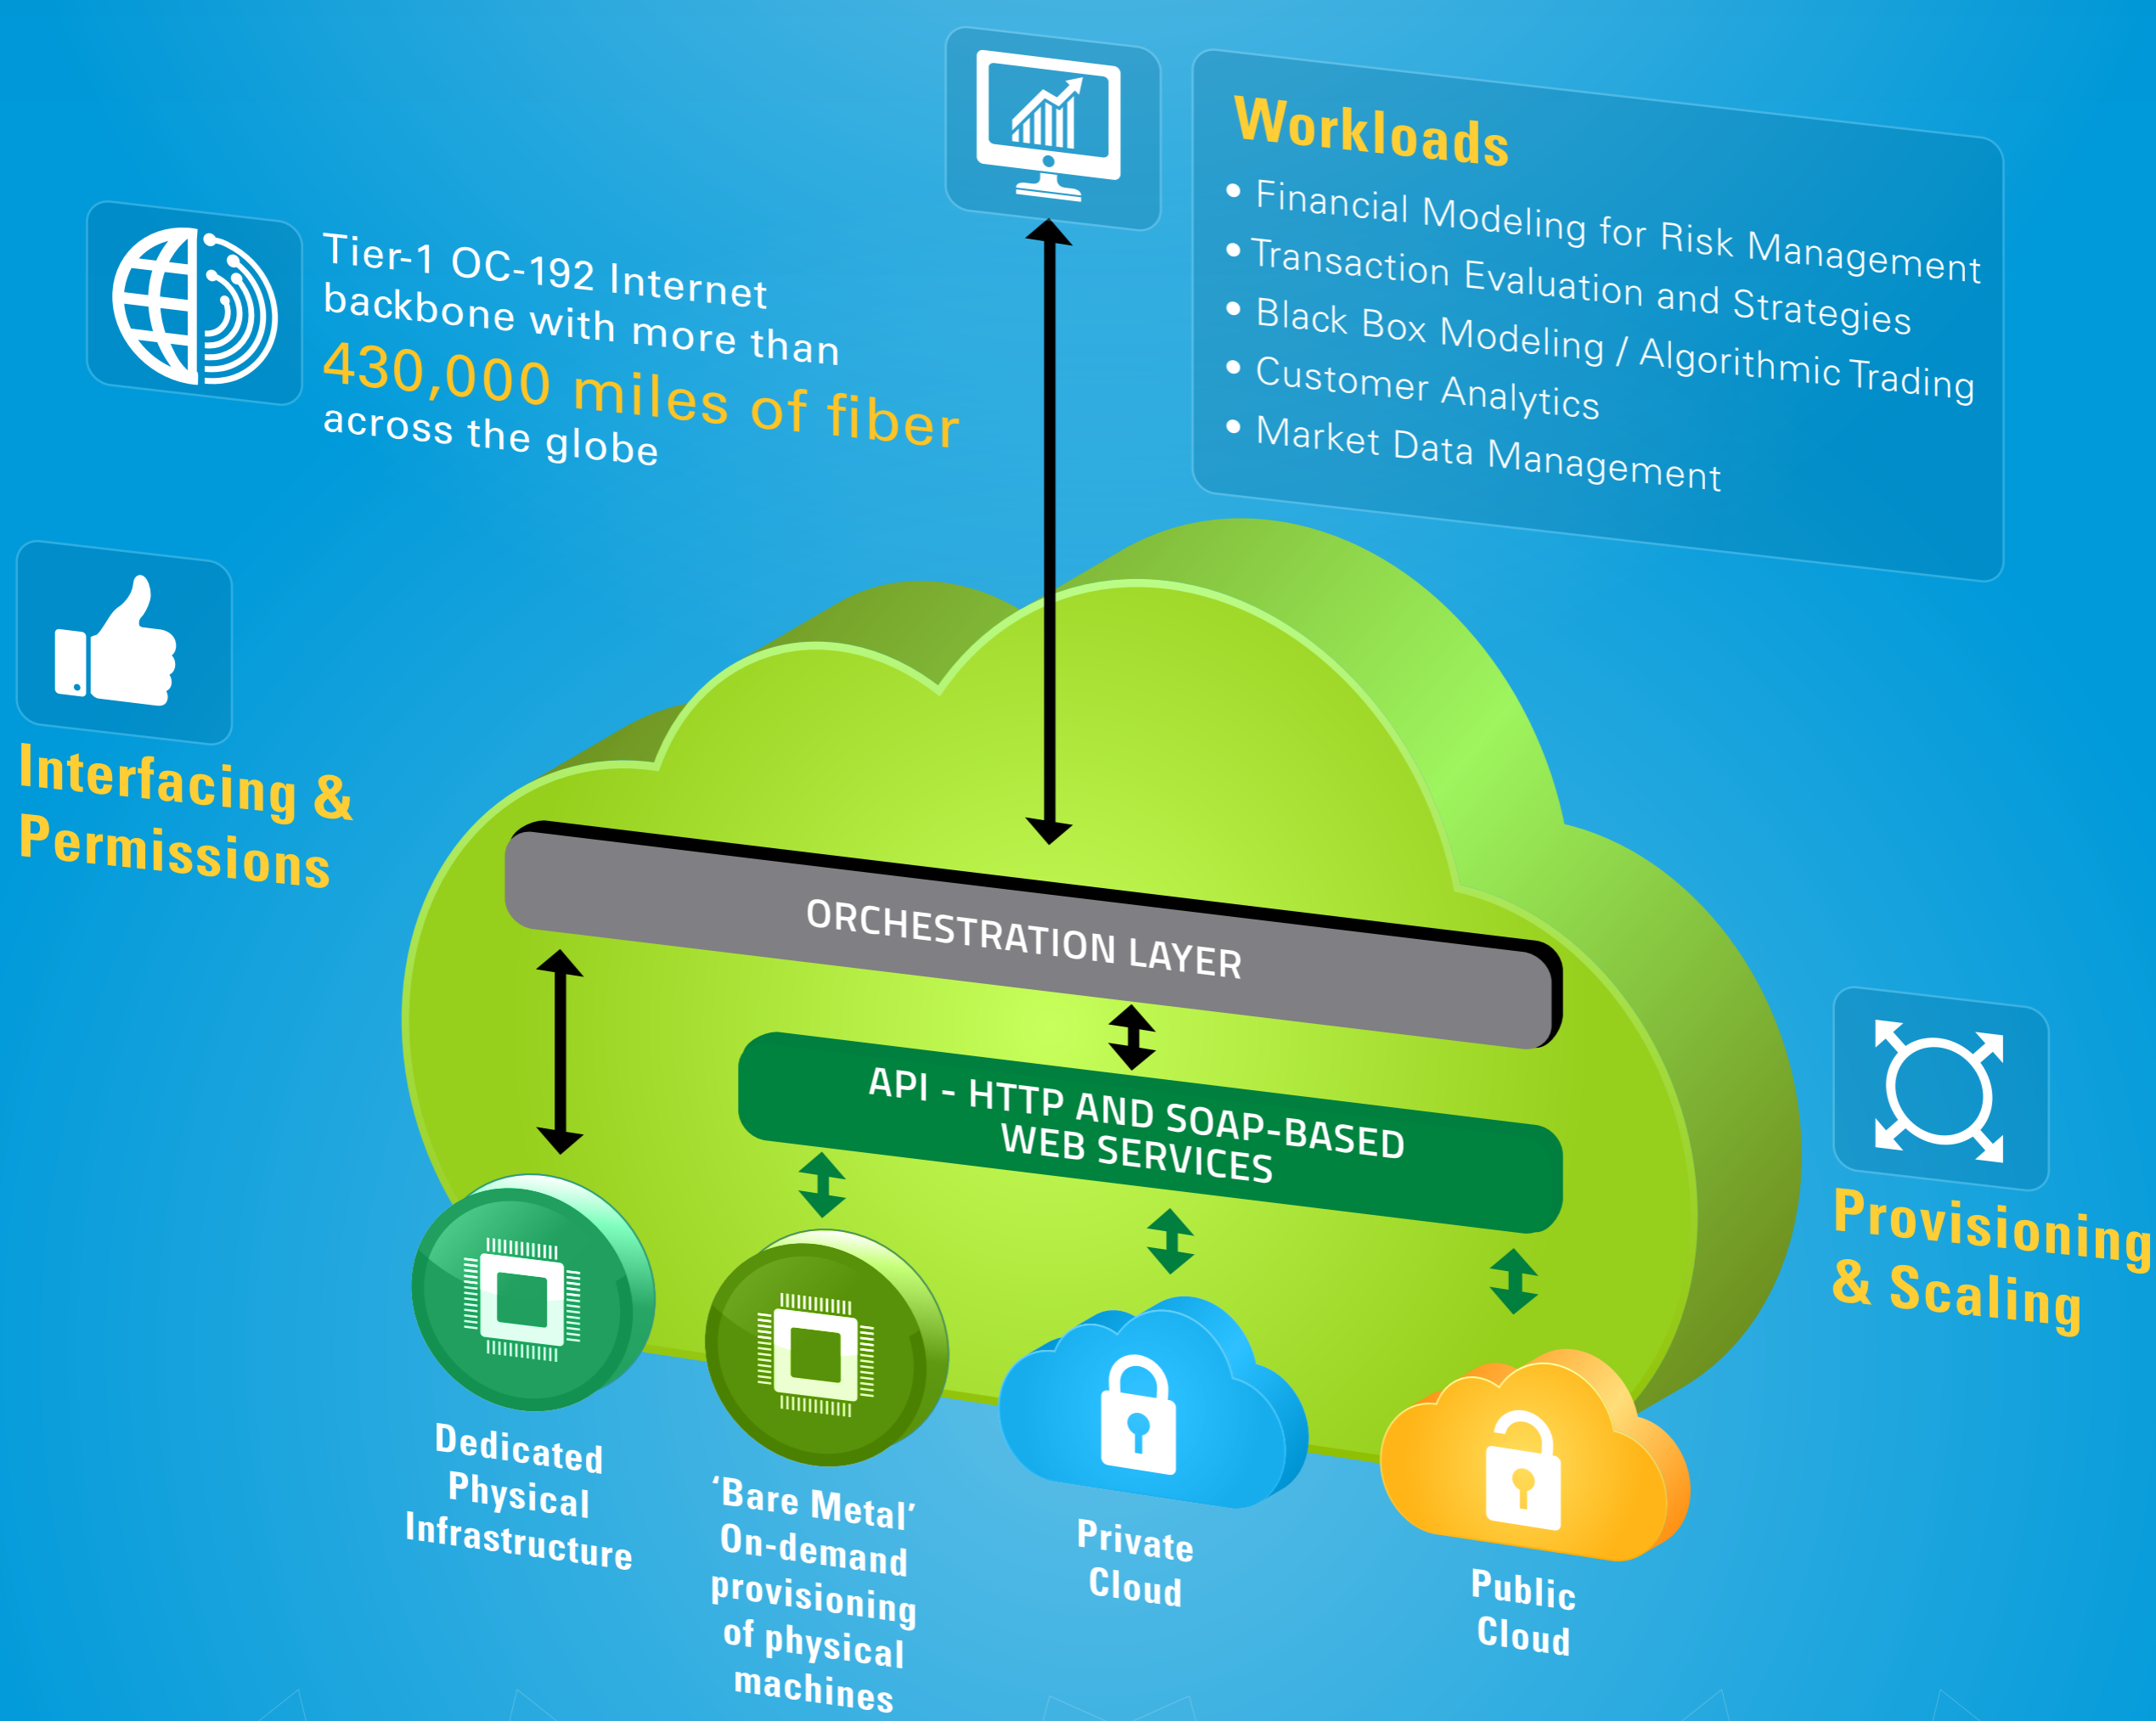 Workloads
• Financial Modeling for Risk Management
• Transaction Evaluation and Strategies
• Black Box Modeling / Algorithmic Trading
• Customer Analytics
• Market Data Management
Tier-1 OC-192 Internet
backbone with more than
430,000 miles of fiber
across the globe
Interfacing &
Permissions
ORCHESTRATION LAYER
API - HTTP AND SOAP-BASED
WEB SERVICES
Provisioning
& Scaling
Dedicated
Physical
Infrastructure
‘Bare Metal’
On-demand
provisioning
of physical
machines
Private
Cloud
Public
Cloud